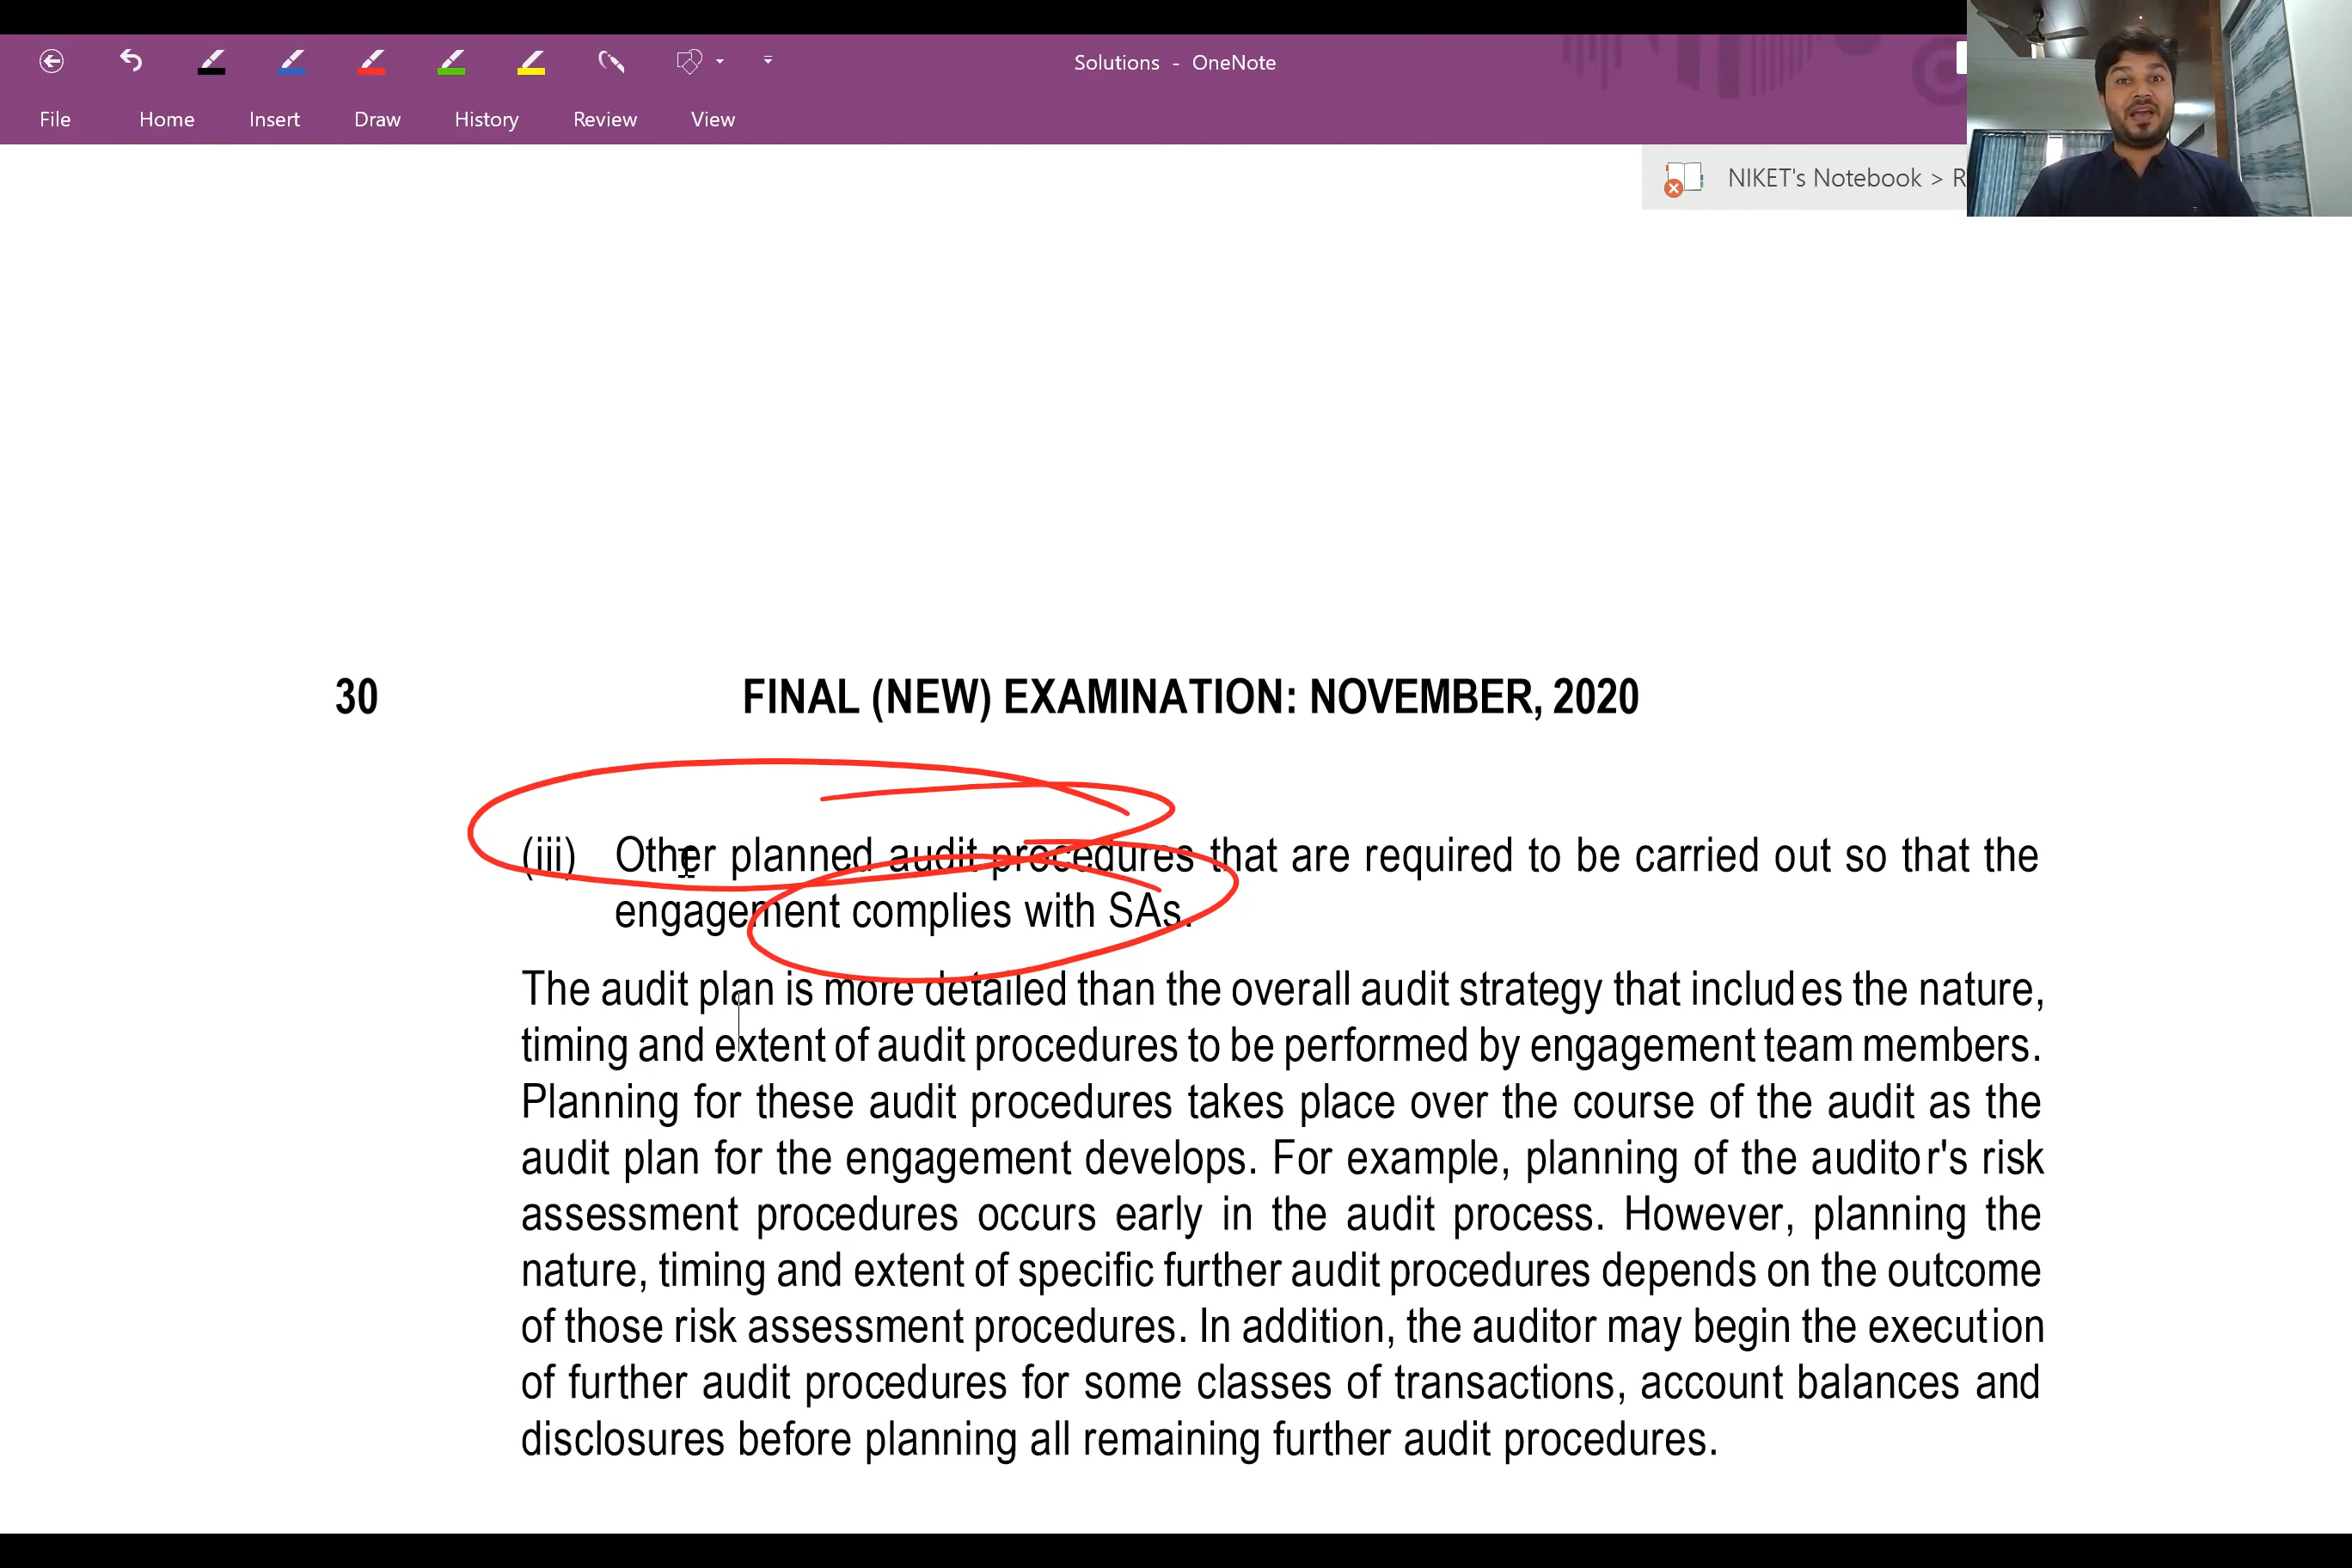 Solutions - OneNote
File Home Insert Draw History Review View
NIKET's Notebook > R
30 FINAL (NEW) EXAMINATION: NOVEMBER, 2020
(iii) Other planned audit procedures that are required to be carried out so that the
engagement complies with SAs.
The audit plan is more detailed than the overall audit strategy that includes the nature,
timing and extent of audit procedures to be performed by engagement team members.
Planning for these audit procedures takes place over the course of the audit as the
audit plan for the engagement develops. For example, planning of the auditor's risk
assessment procedures occurs early in the audit process. However, planning the
nature, timing and extent of specific further audit procedures depends on the outcome
of those risk assessment procedures. In addition, the auditor may begin the execution
of further audit procedures for some classes of transactions, account balances and
disclosures before planning all remaining further audit procedures.